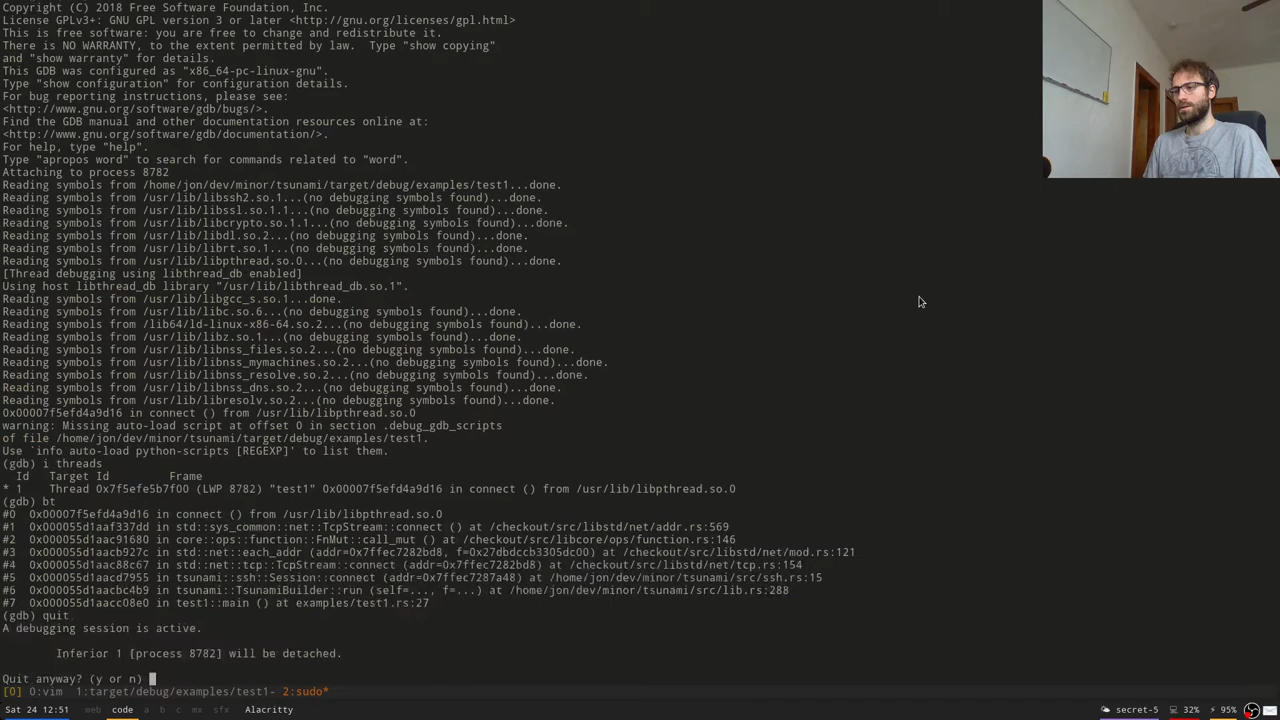 Copyright (C) 2018 Free Software Foundation, Inc.
License GPLv3+: GNU GPL version 3 or later <http://gnu.org/licenses/gpl.html>
This is free software: you are free to change and redistribute it.
There is NO WARRANTY, to the extent permitted by law.  Type "show copying"
and "show warranty" for details.
This GDB was configured as "x86_64-pc-linux-gnu".
Type "show configuration" for configuration details.
For bug reporting instructions, please see:
<http://www.gnu.org/software/gdb/bugs/>.
Find the GDB manual and other documentation resources online at:
<http://www.gnu.org/software/gdb/documentation/>.
For help, type "help".
Type "apropos word" to search for commands related to "word".
Attaching to process 8782
Reading symbols from /home/jon/dev/minor/tsunami/target/debug/examples/test1...done.
Reading symbols from /usr/lib/libssh2.so.1...(no debugging symbols found)...done.
Reading symbols from /usr/lib/libssl.so.1.1...(no debugging symbols found)...done.
Reading symbols from /usr/lib/libcrypto.so.1.1...(no debugging symbols found)...done.
Reading symbols from /usr/lib/libdl.so.2...(no debugging symbols found)...done.
Reading symbols from /usr/lib/librt.so.1...(no debugging symbols found)...done.
Reading symbols from /usr/lib/libpthread.so.0...(no debugging symbols found)...done.
[Thread debugging using libthread_db enabled]
Using host libthread_db library "/usr/lib/libthread_db.so.1".
Reading symbols from /usr/lib/libgcc_s.so.1...done.
Reading symbols from /usr/lib/libc.so.6...(no debugging symbols found)...done.
Reading symbols from /lib64/ld-linux-x86-64.so.2...(no debugging symbols found)...done.
Reading symbols from /usr/lib/libz.so.1...(no debugging symbols found)...done.
Reading symbols from /usr/lib/libnss_files.so.2...(no debugging symbols found)...done.
Reading symbols from /usr/lib/libnss_mymachines.so.2...(no debugging symbols found)...done.
Reading symbols from /usr/lib/libnss_resolve.so.2...(no debugging symbols found)...done.
Reading symbols from /usr/lib/libnss_dns.so.2...(no debugging symbols found)...done.
Reading symbols from /usr/lib/libresolv.so.2...(no debugging symbols found)...done.
0x00007f5efd4a9d16 in connect () from /usr/lib/libpthread.so.0
warning: Missing auto-load script at offset 0 in section .debug_gdb_scripts
of file /home/jon/dev/minor/tsunami/target/debug/examples/test1.
Use `info auto-load python-scripts [REGEXP]' to list them.
(gdb) i threads
  Id   Target Id         Frame
* 1    Thread 0x7f5efe5b7f00 (LWP 8782) "test1" 0x00007f5efd4a9d16 in connect () from /usr/lib/libpthread.so.0
(gdb) bt
#0  0x00007f5efd4a9d16 in connect () from /usr/lib/libpthread.so.0
#1  0x000055d1aaf337dd in std::sys_common::net::TcpStream::connect () at /checkout/src/libstd/net/addr.rs:569
#2  0x000055d1aac91680 in core::ops::function::FnMut::call_mut () at /checkout/src/libcore/ops/function.rs:146
#3  0x000055d1aacb927c in std::net::each_addr (addr=0x7ffec7282bd8, f=0x27dbdccb3305dc00) at /checkout/src/libstd/net/mod.rs:121
#4  0x000055d1aac88c67 in std::net::tcp::TcpStream::connect (addr=0x7ffec7282bd8) at /checkout/src/libstd/net/tcp.rs:154
#5  0x000055d1aacd7955 in tsunami::ssh::Session::connect (addr=0x7ffec7287a48) at /home/jon/dev/minor/tsunami/src/ssh.rs:15
#6  0x000055d1aacbc4b9 in tsunami::TsunamiBuilder::run (self=..., f=...) at /home/jon/dev/minor/tsunami/src/lib.rs:288
#7  0x000055d1aacc08e0 in test1::main () at examples/test1.rs:27
(gdb) quit
A debugging session is active.
        Inferior 1 [process 8782] will be detached.
Quit anyway? (y or n)
[0] 0:vim  1:target/debug/examples/test1- 2:sudo*
Sat 24 12:51 web code a b c mx sfx Alacritty secret-5 32% 95%